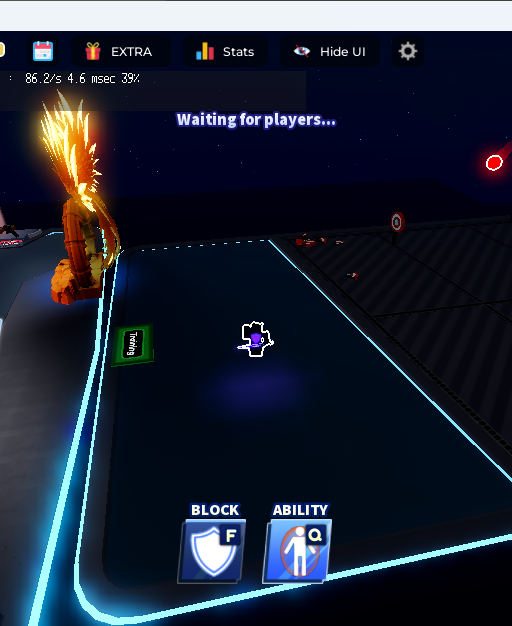 EXTRA
Stats
Hide UI
: 86.2/s 4.6 msec 39%
Waiting for players...
Training
BLOCK
ABILITY
F
Q